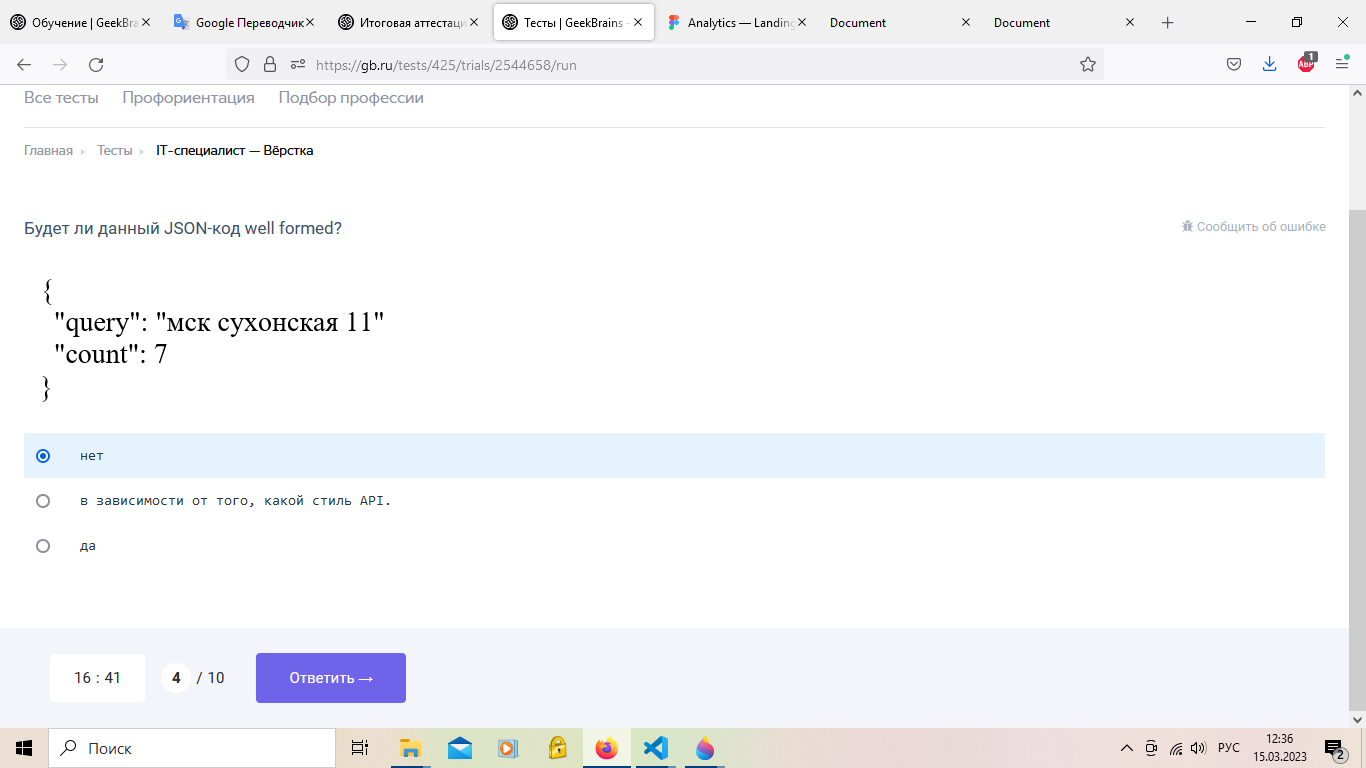 Обучение | GeekBra
Google Переводчик
Итоговая аттестаци
Тесты | GeekBrains -
Analytics — Landing
Document
Document
https://gb.ru/tests/425/trials/2544658/run
ABP
1
Все тесты Профориентация Подбор профессии
Главная Тесты IT-специалист — Вёрстка
Будет ли данный JSON-код well formed?
Сообщить об ошибке
{
"query": "мск сухонская 11"
"count": 7
}
нет
в зависимости от того, какой стиль API.
да
16 : 41
4 / 10
Ответить →
Поиск
РУС
12:36
15.03.2023
2